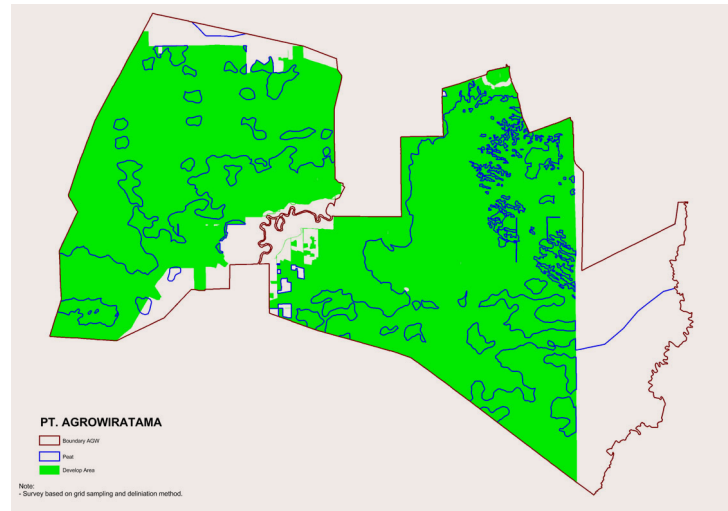 PT. AGROWIRATAMA
Boundary AGW
Peat
Develop Area
Note:
- Survey based on grid sampling and deliniation method.